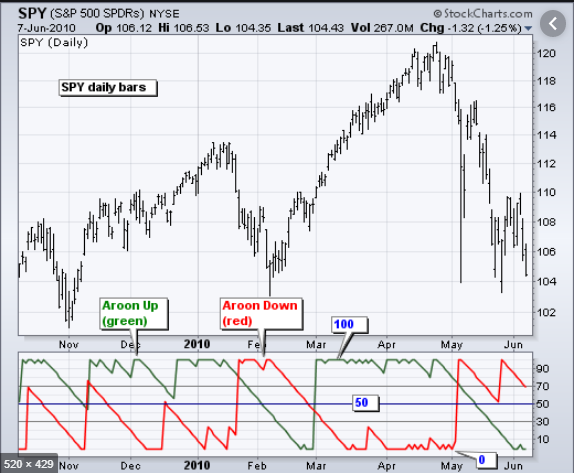 SPY (S&P 500 SPDRs) NYSE
© StockCharts.com
7-Jun-2010 Op 106.12 Hi 106.53 Lo 104.35 Last 104.43 Vol 267.0M Chg -1.32 (-1.25%)
SPY (Daily)
SPY daily bars
120
118
116
114
112
110
108
106
104
102
Aroon Up
(green)
Aroon Down
(red)
100
Nov Dec 2010 Feb Mar Apr May Jun
90
70
50
50
30
10
0
Nov Dec 2010 Feb Mar Apr May Jun
520 × 429